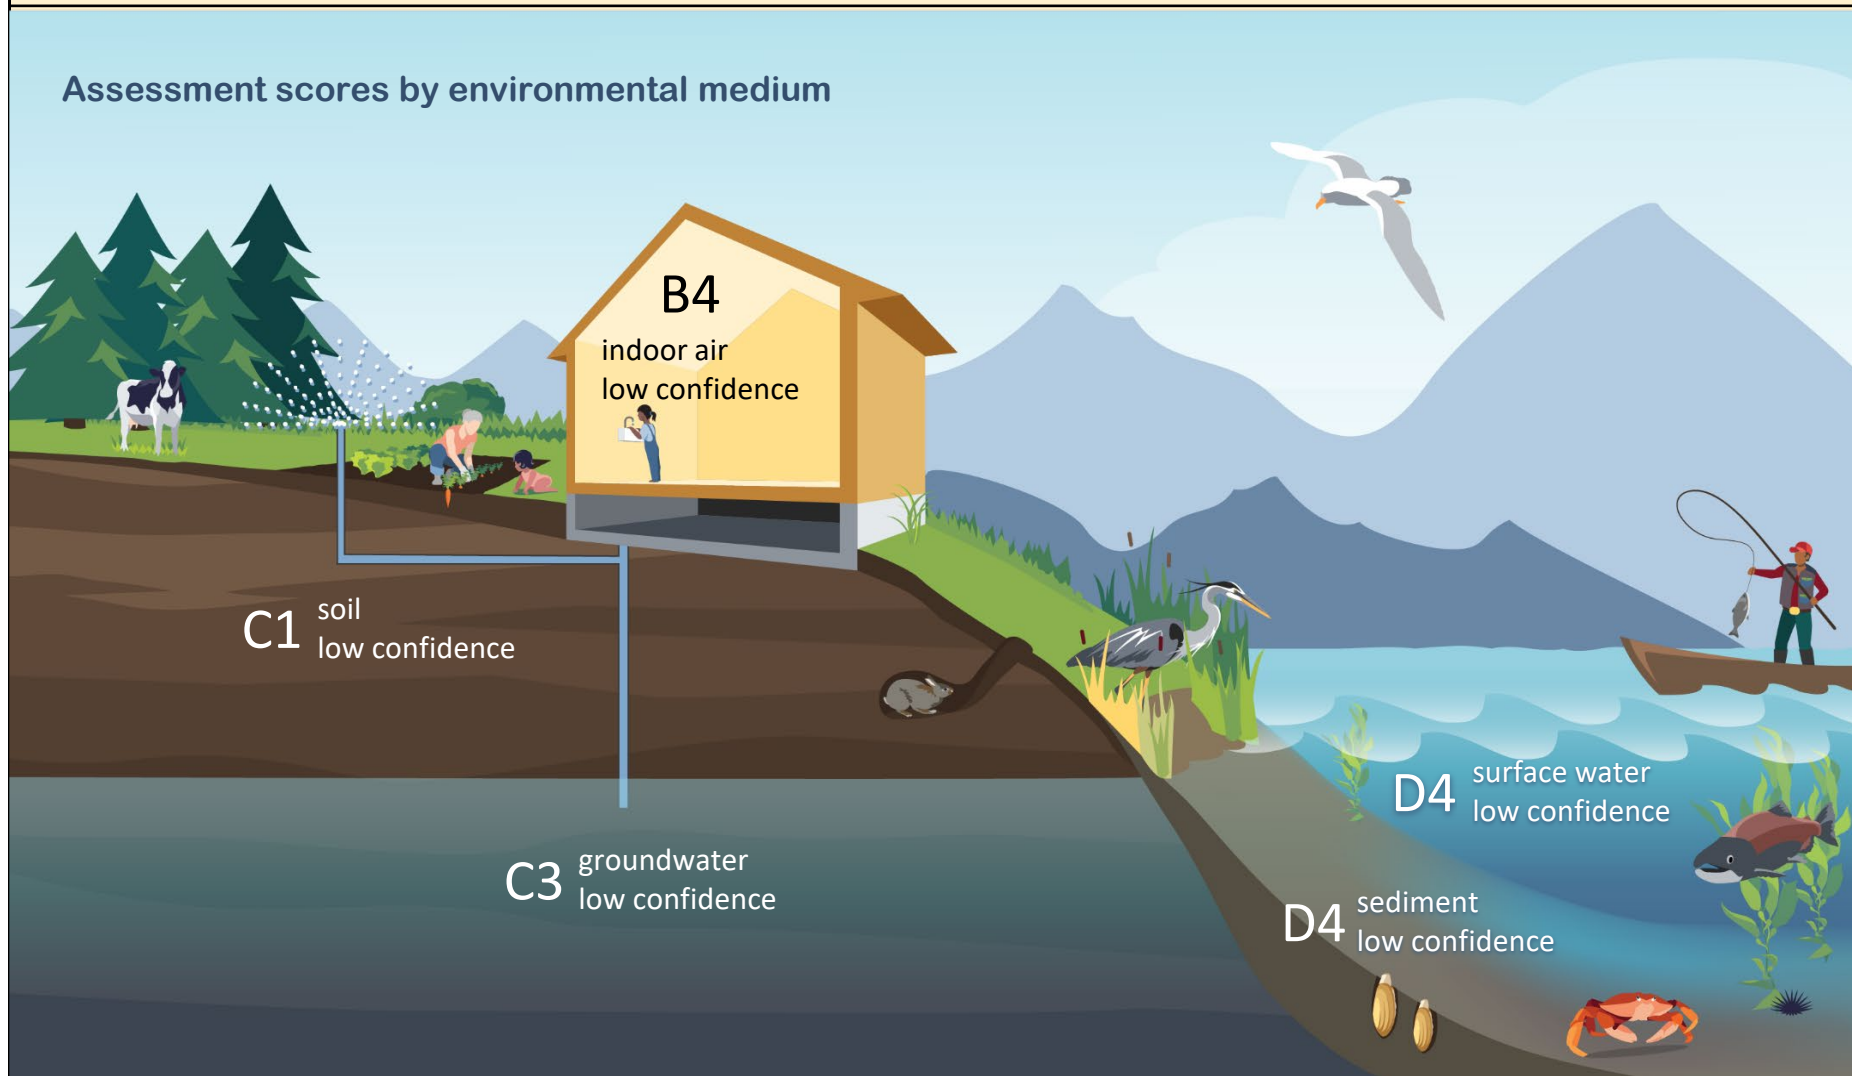 Assessment scores by environmental medium
B4
indoor air
low confidence
C1
soil
low confidence
C3
groundwater
low confidence
D4
surface water
low confidence
D4
sediment
low confidence